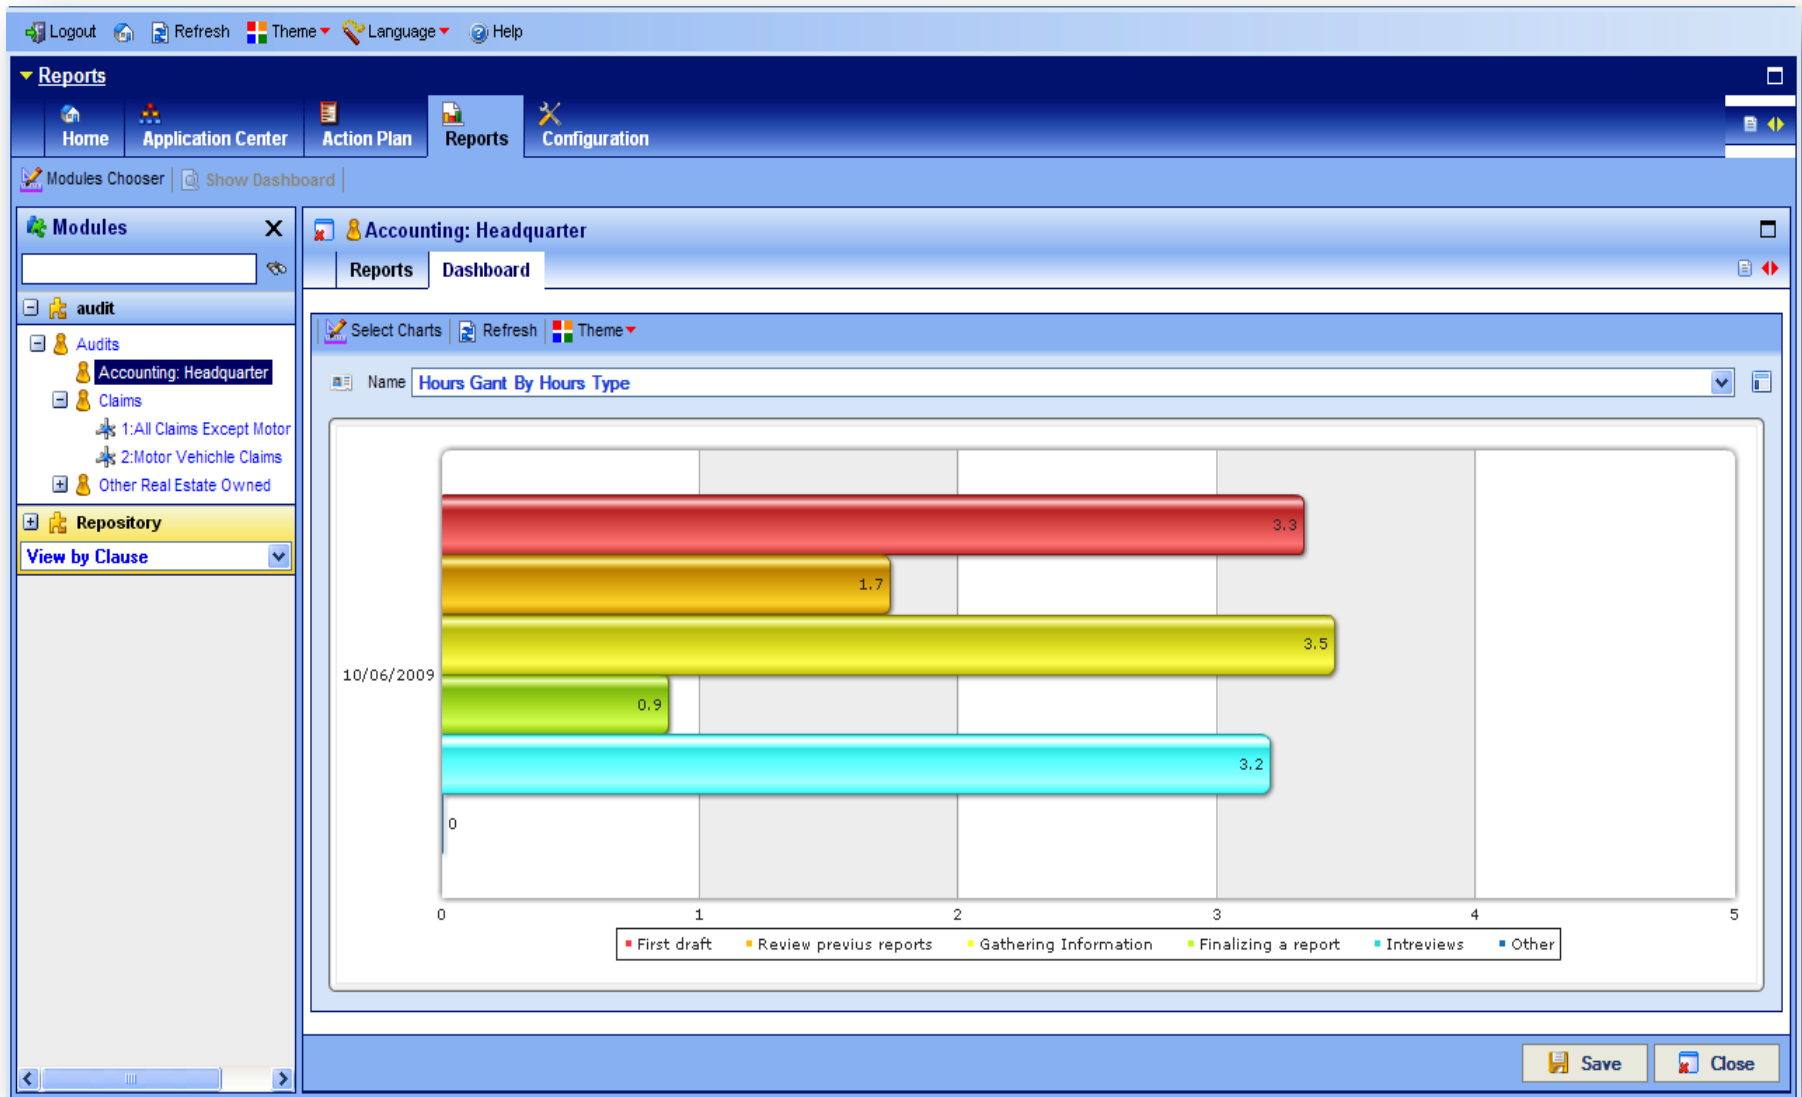 Logout Refresh Theme Language Help
Reports
Home Application Center Action Plan Reports Configuration
Modules Chooser Show Dashboard
Modules
audit
Audits
Accounting: Headquarter
Claims
1:All Claims Except Motor
2:Motor Vehichle Claims
Other Real Estate Owned
Repository
View by Clause
Accounting: Headquarter
Reports Dashboard
Select Charts Refresh Theme
Name Hours Gant By Hours Type
3.3
1.7
3.5
10/06/2009
0.9
3.2
0
0 1 2 3 4 5
First draft Review previus reports Gathering Information Finalizing a report Intreviews Other
Save Close